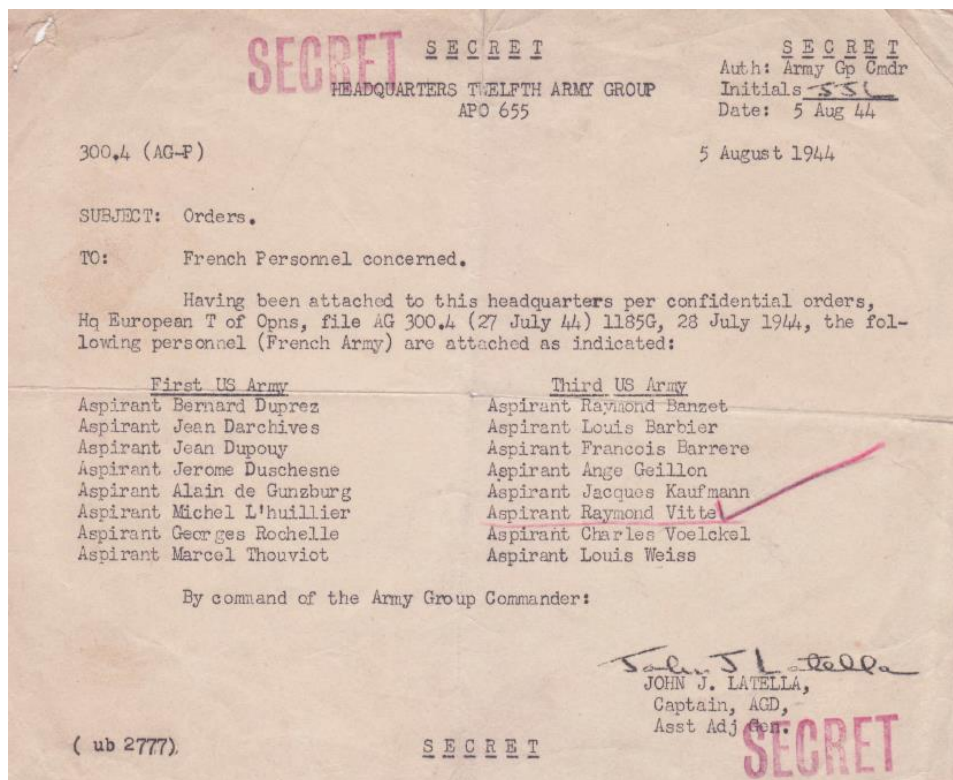 SECRET
S E C R E T
S E C R E T
Auth: Army Gp Cmdr
HEADQUARTERS TWELFTH ARMY GROUP
Initials
APO 655
Date: 5 Aug 44
300.4 (AG-P)
5 August 1944
SUBJECT: Orders.
TO: French Personnel concerned.
Having been attached to this headquarters per confidential orders,
Hq European T of Opns, file AG 300.4 (27 July 44) 1185G, 28 July 1944, the fol-
lowing personnel (French Army) are attached as indicated:
First US Army
Aspirant Bernard Duprez
Aspirant Jean Darchives
Aspirant Jean Dupouy
Aspirant Jerome Duschesne
Aspirant Alain de Gunzburg
Aspirant Michel L'huillier
Aspirant Georges Rochelle
Aspirant Marcel Thouviot
Third US Army
Aspirant Raymond Banzet
Aspirant Louis Barbier
Aspirant Francois Barrere
Aspirant Ange Geillon
Aspirant Jacques Kaufmann
Aspirant Raymond Vitte
Aspirant Charles Voelckel
Aspirant Louis Weiss
By command of the Army Group Commander:
John J Latella
JOHN J. LATELLA,
Captain, AGD,
Asst Adj Gen.
( ub 2777)
S E C R E T
SECRET